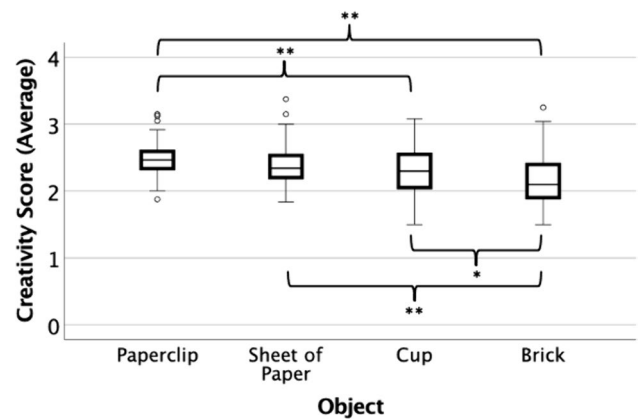 **
**
4
3
2
1
0
*
**
Creativity Score (Average)
Paperclip
Sheet of
Paper
Cup
Brick
Object